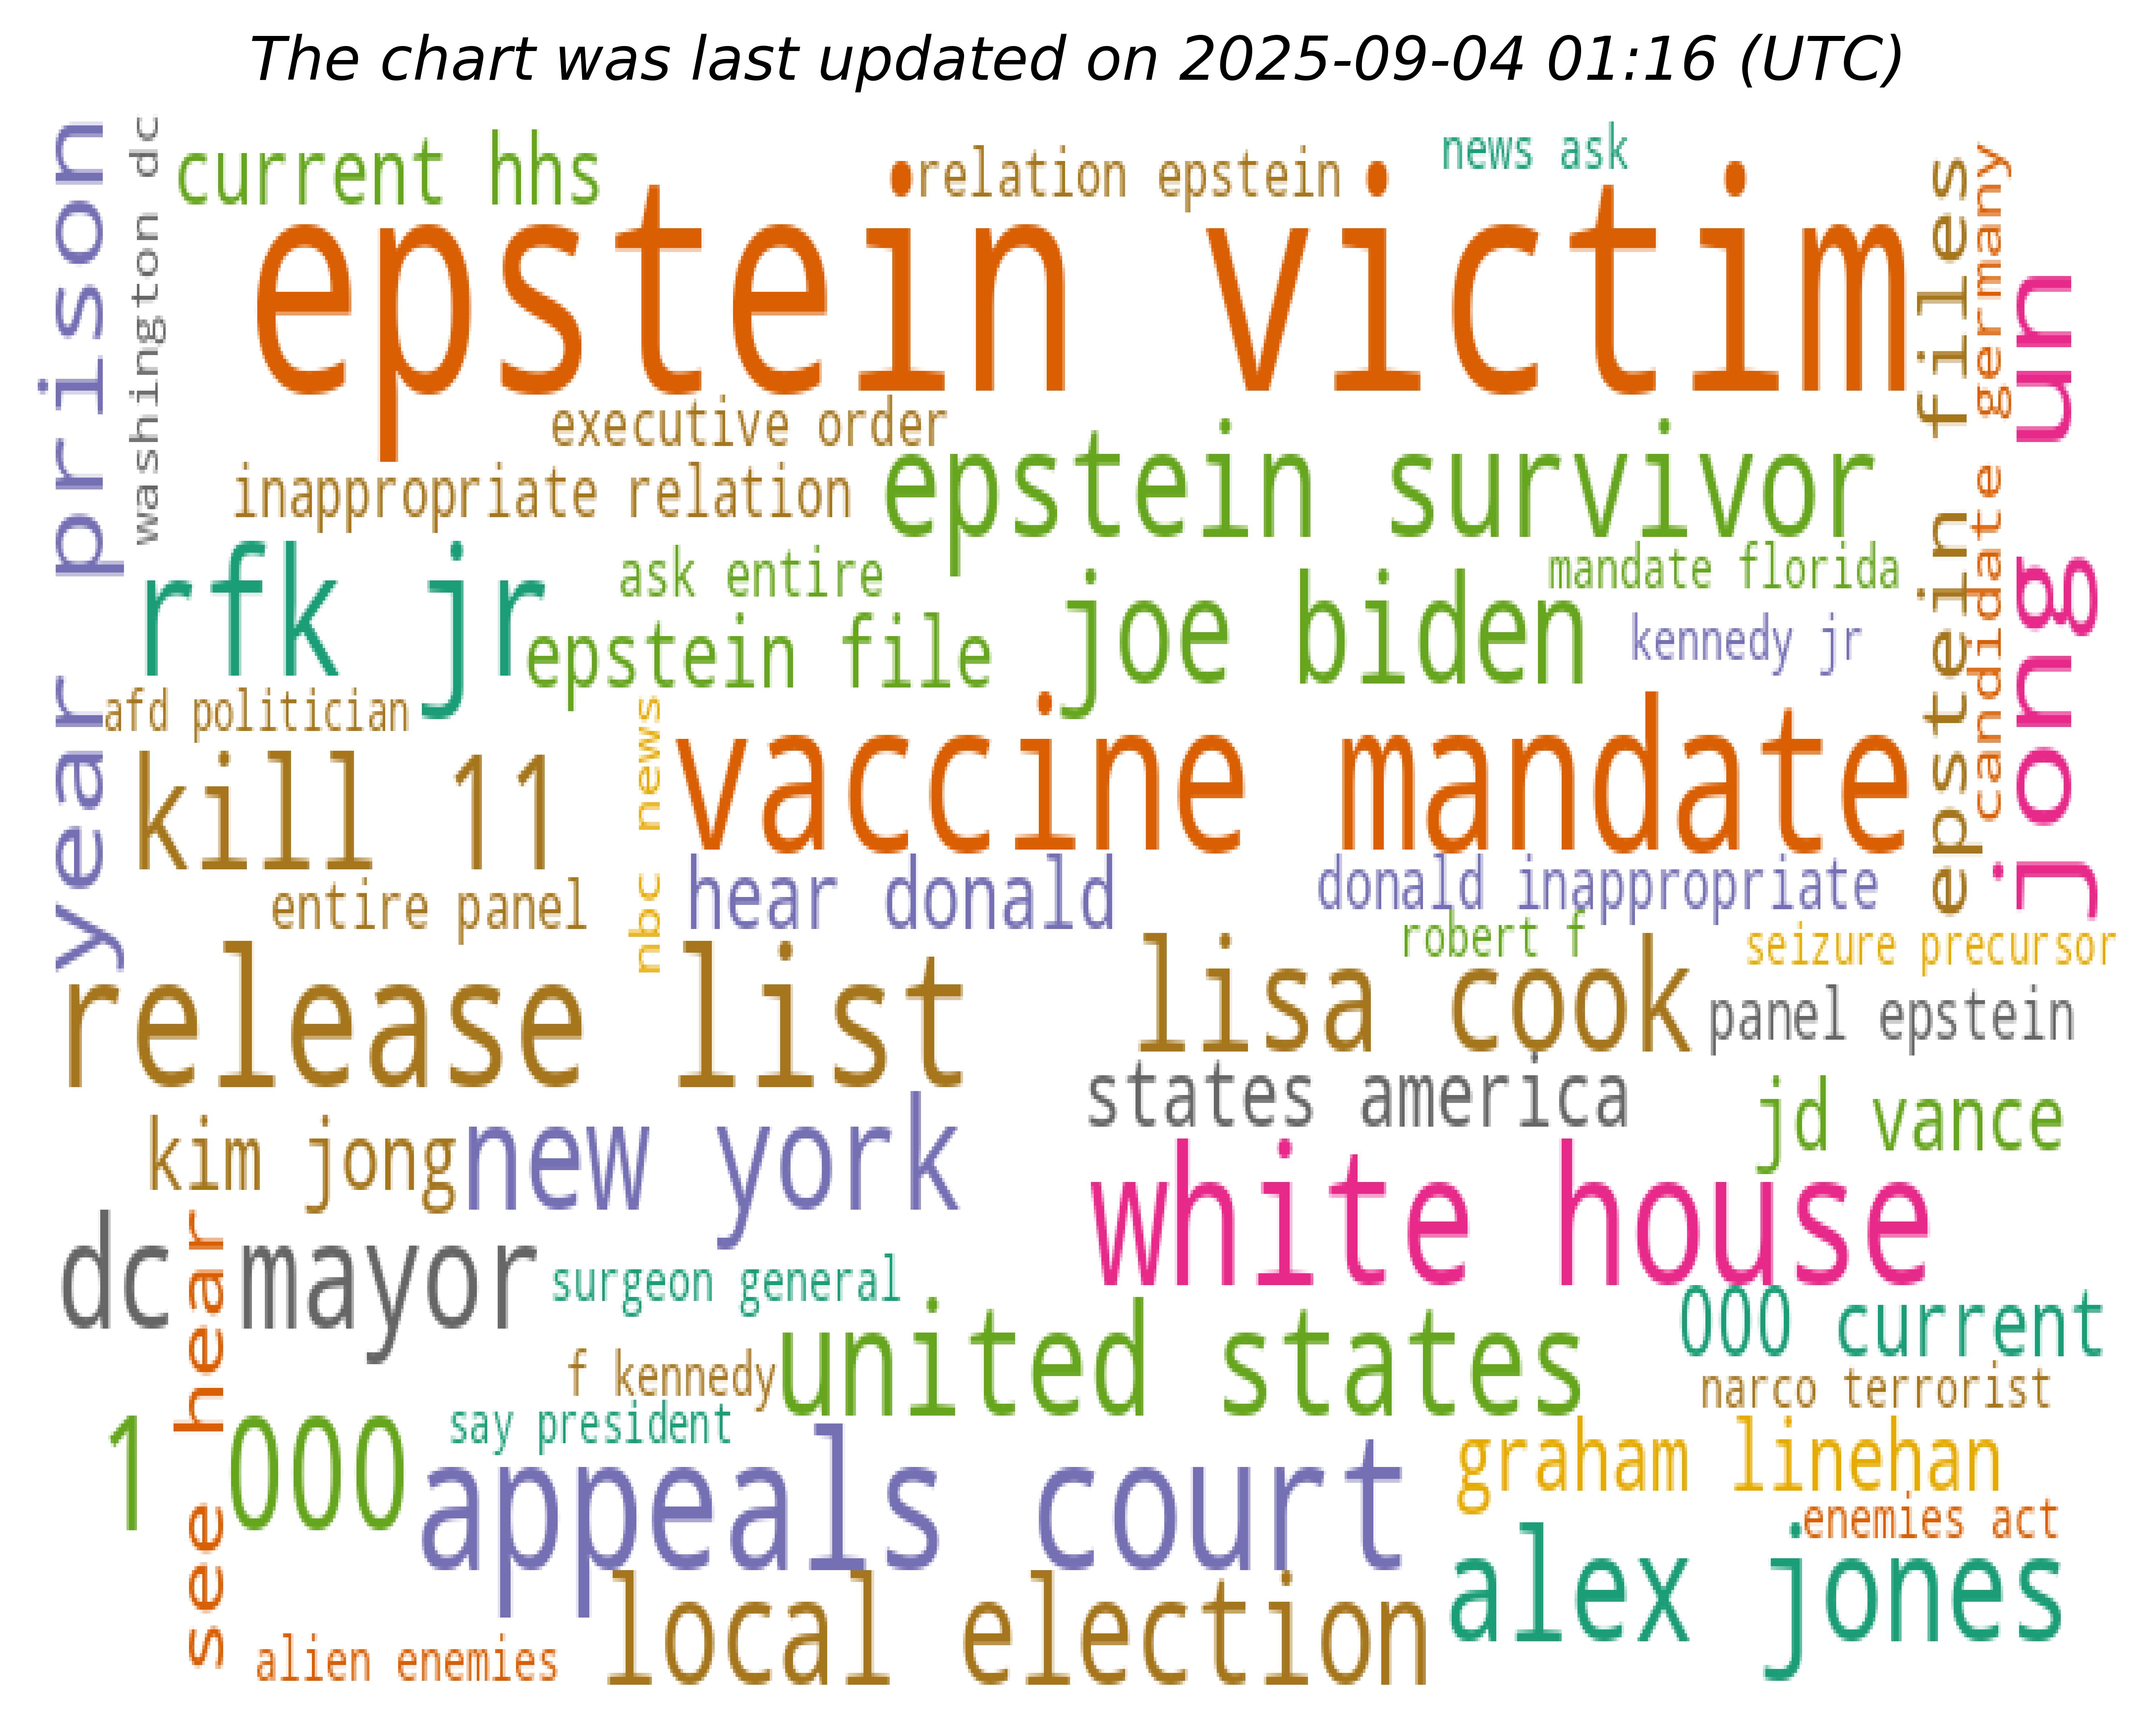 The chart was last updated on 2025-09-04 01:16 (UTC)
year prison
washington dc
current hhs
relation epstein
news ask
epstein victim
epstein files
candidate germany
jong un
executive order
inappropriate relation
epstein survivor
rfk jr
ask entire
mandate florida
epstein file
joe biden
kennedy jr
afd politician
kill 11
nbc news
vaccine mandate
entire panel
hear donald
donald inappropriate
robert f
seizure precursor
release list
lisa cook
panel epstein
states america
jd vance
kim jong
new york
white house
dc mayor
see hear
surgeon general
united states
000 current
f kennedy
narco terrorist
1 000
say president
appeals court
graham linehan
enemies act
alex jones
local election
alien enemies